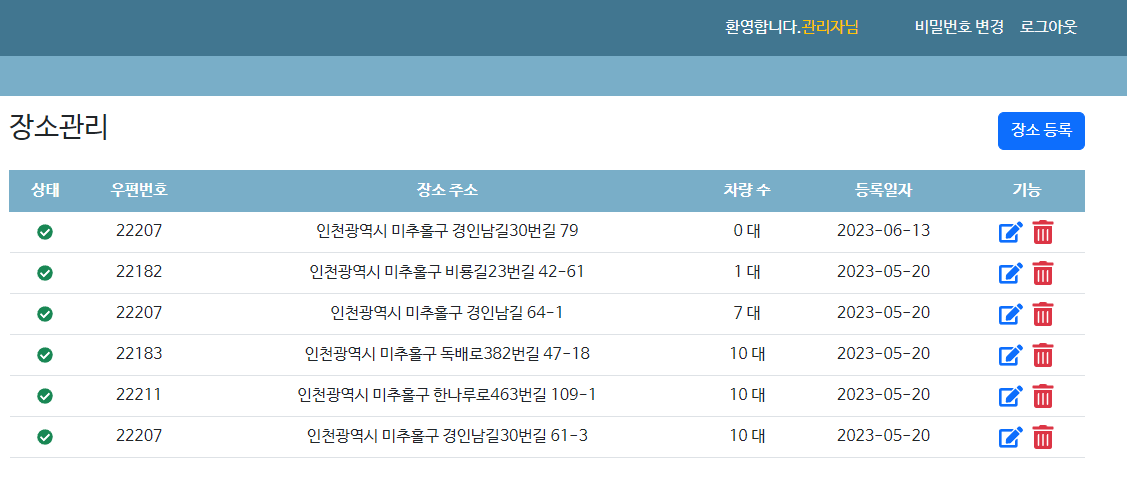 환영합니다.관리자님 비밀번호 변경 로그아웃
장소관리 장소 등록
상태 우편번호 장소 주소 차량 수 등록일자 기능
22207 인천광역시 미추홀구 경인남길30번길 79 0 대 2023-06-13
22182 인천광역시 미추홀구 비룡길23번길 42-61 1 대 2023-05-20
22207 인천광역시 미추홀구 경인남길 64-1 7 대 2023-05-20
22183 인천광역시 미추홀구 독배로382번길 47-18 10 대 2023-05-20
22211 인천광역시 미추홀구 한나루로463번길 109-1 10 대 2023-05-20
22207 인천광역시 미추홀구 경인남길30번길 61-3 10 대 2023-05-20